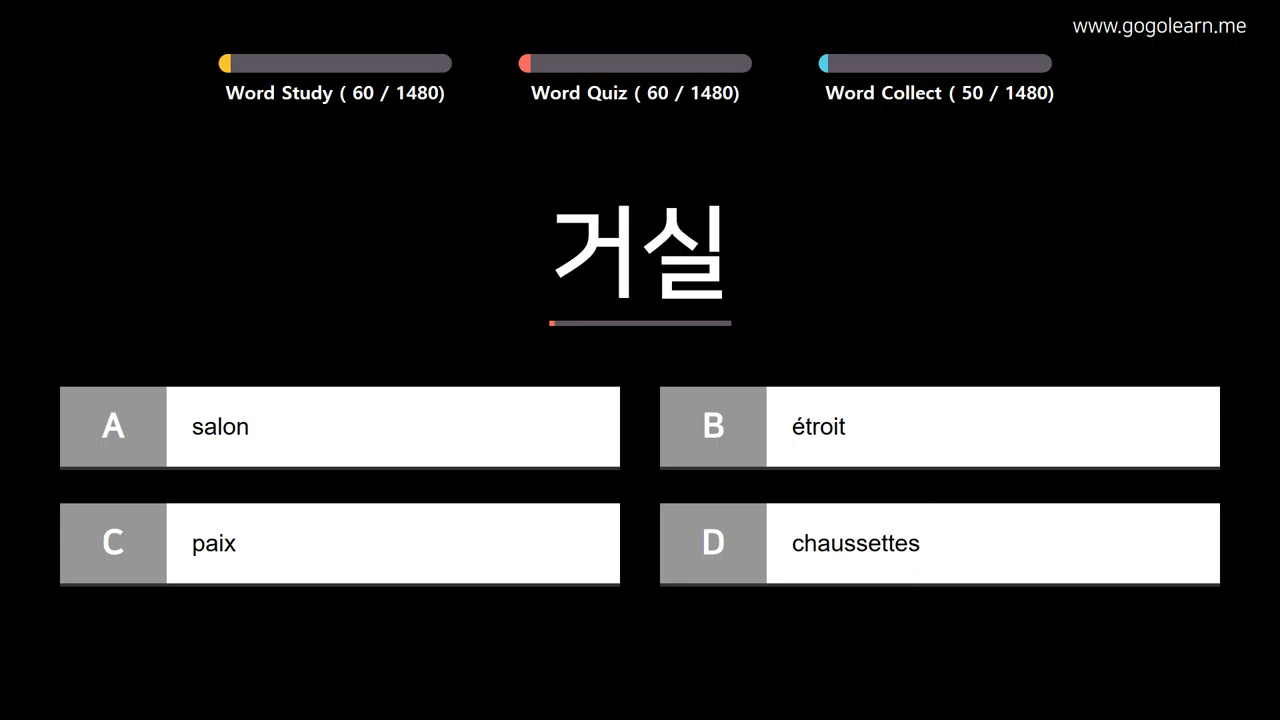 www.gogolearn.me
Word Study ( 60 / 1480)
Word Quiz ( 60 / 1480)
Word Collect ( 50 / 1480)
거실
A salon
B étroit
C paix
D chaussettes